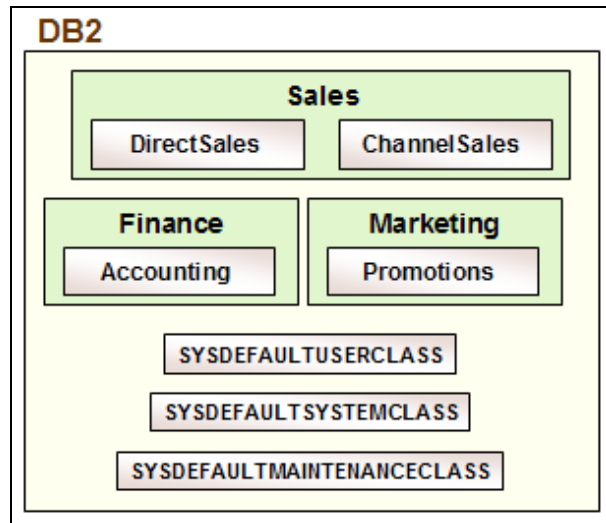 DB2
Sales
DirectSales
ChannelSales
Finance
Marketing
Accounting
Promotions
SYSDEFAULTUSERCLASS
SYSDEFAULTSYSTEMCLASS
SYSDEFAULTMAINTENANCECLASS